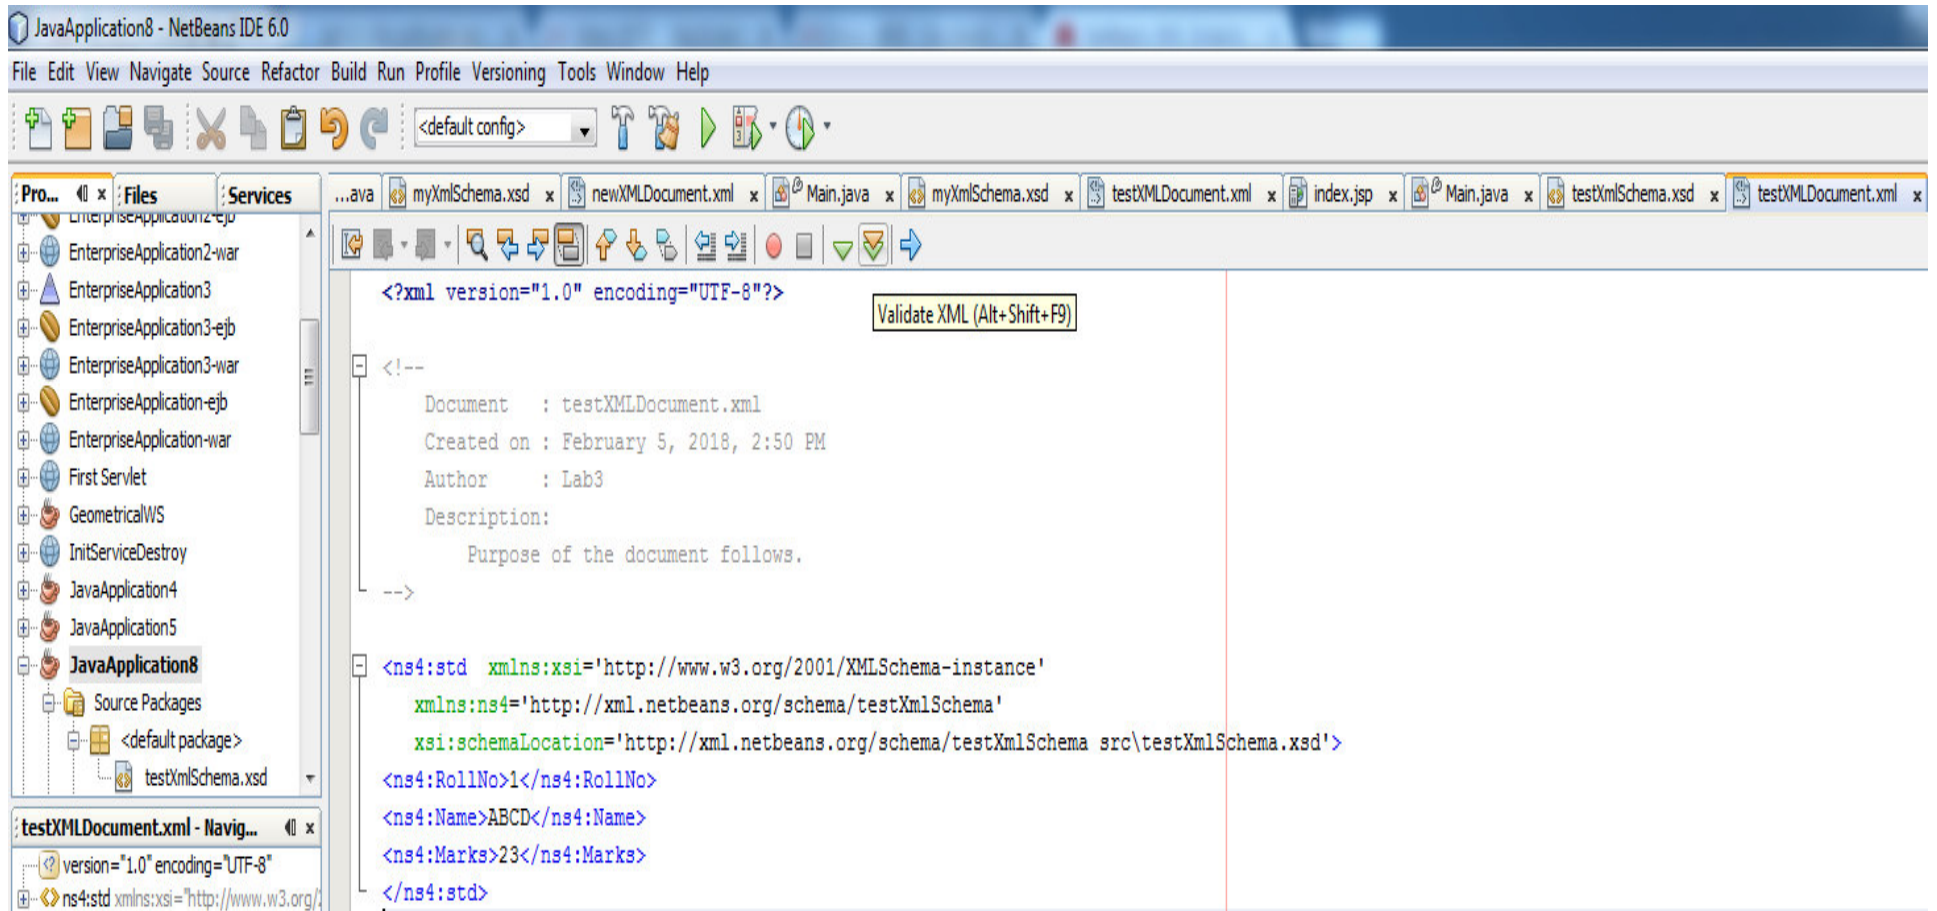 JavaApplication8 - NetBeans IDE 6.0
File Edit View Navigate Source Refactor Build Run Profile Versioning Tools Window Help
<default config>
Pro... x Files Services
...ava myXmlSchema.xsd x newXMLDocument.xml x Main.java x myXmlSchema.xsd x testXMLDocument.xml x index.jsp x Main.java x testXmlSchema.xsd x testXMLDocument.xml x
EnterpriseApplication2-ejb
EnterpriseApplication2-war
EnterpriseApplication3
EnterpriseApplication3-ejb
EnterpriseApplication3-war
EnterpriseApplication-ejb
EnterpriseApplication-war
First Servlet
GeometricalWS
InitServiceDestroy
JavaApplication4
JavaApplication5
JavaApplication8
Source Packages
<default package>
testXmlSchema.xsd
testXMLDocument.xml - Navig... x
version="1.0" encoding="UTF-8"
ns4:std xmlns:xsi="http://www.w3.org/
<?xml version="1.0" encoding="UTF-8"?>
Validate XML (Alt+Shift+F9)
<!--
Document : testXMLDocument.xml
Created on : February 5, 2018, 2:50 PM
Author : Lab3
Description:
Purpose of the document follows.
-->
<ns4:std xmlns:xsi='http://www.w3.org/2001/XMLSchema-instance'
xmlns:ns4='http://xml.netbeans.org/schema/testXmlSchema'
xsi:schemaLocation='http://xml.netbeans.org/schema/testXmlSchema src\testXmlSchema.xsd'>
<ns4:RollNo>1</ns4:RollNo>
<ns4:Name>ABCD</ns4:Name>
<ns4:Marks>23</ns4:Marks>
</ns4:std>